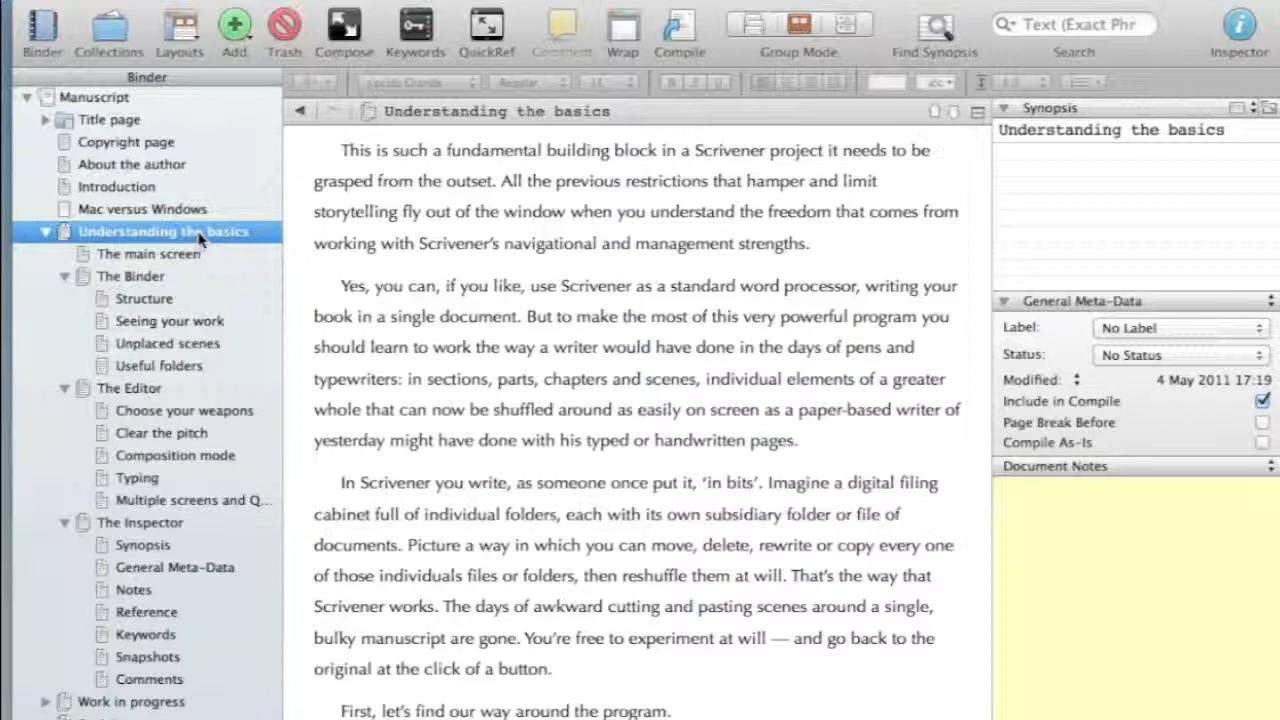 Binder
Collections
Layouts
Add
Trash
Compose
Keywords
QuickRef
Comment
Wrap
Compile
Group Mode
Find Synopsis
Text (Exact Phr
Search
Inspector
Binder
Regular
Manuscript
Title page
Copyright page
About the author
Introduction
Mac versus Windows
Understanding the basics
The main screen
The Binder
Structure
Seeing your work
Unplaced scenes
Useful folders
The Editor
Choose your weapons
Clear the pitch
Composition mode
Typing
Multiple screens and Q...
The Inspector
Synopsis
General Meta-Data
Notes
Reference
Keywords
Snapshots
Comments
Work in progress
Understanding the basics
This is such a fundamental building block in a Scrivener project it needs to be
grasped from the outset. All the previous restrictions that hamper and limit
storytelling fly out of the window when you understand the freedom that comes from
working with Scrivener's navigational and management strengths.
Yes, you can, if you like, use Scrivener as a standard word processor, writing your
book in a single document. But to make the most of this very powerful program you
should learn to work the way a writer would have done in the days of pens and
typewriters: in sections, parts, chapters and scenes, individual elements of a greater
whole that can now be shuffled around as easily on screen as a paper-based writer of
yesterday might have done with his typed or handwritten pages.
In Scrivener you write, as someone once put it, 'in bits'. Imagine a digital filing
cabinet full of individual folders, each with its own subsidiary folder or file of
documents. Picture a way in which you can move, delete, rewrite or copy every one
of those individuals files or folders, then reshuffle them at will. That's the way that
Scrivener works. The days of awkward cutting and pasting scenes around a single,
bulky manuscript are gone. You're free to experiment at will — and go back to the
original at the click of a button.
First, let's find our way around the program.
Synopsis
Understanding the basics
General Meta-Data
Label: No Label
Status: No Status
Modified: 4 May 2011 17:19
Include in Compile
Page Break Before
Compile As-Is
Document Notes